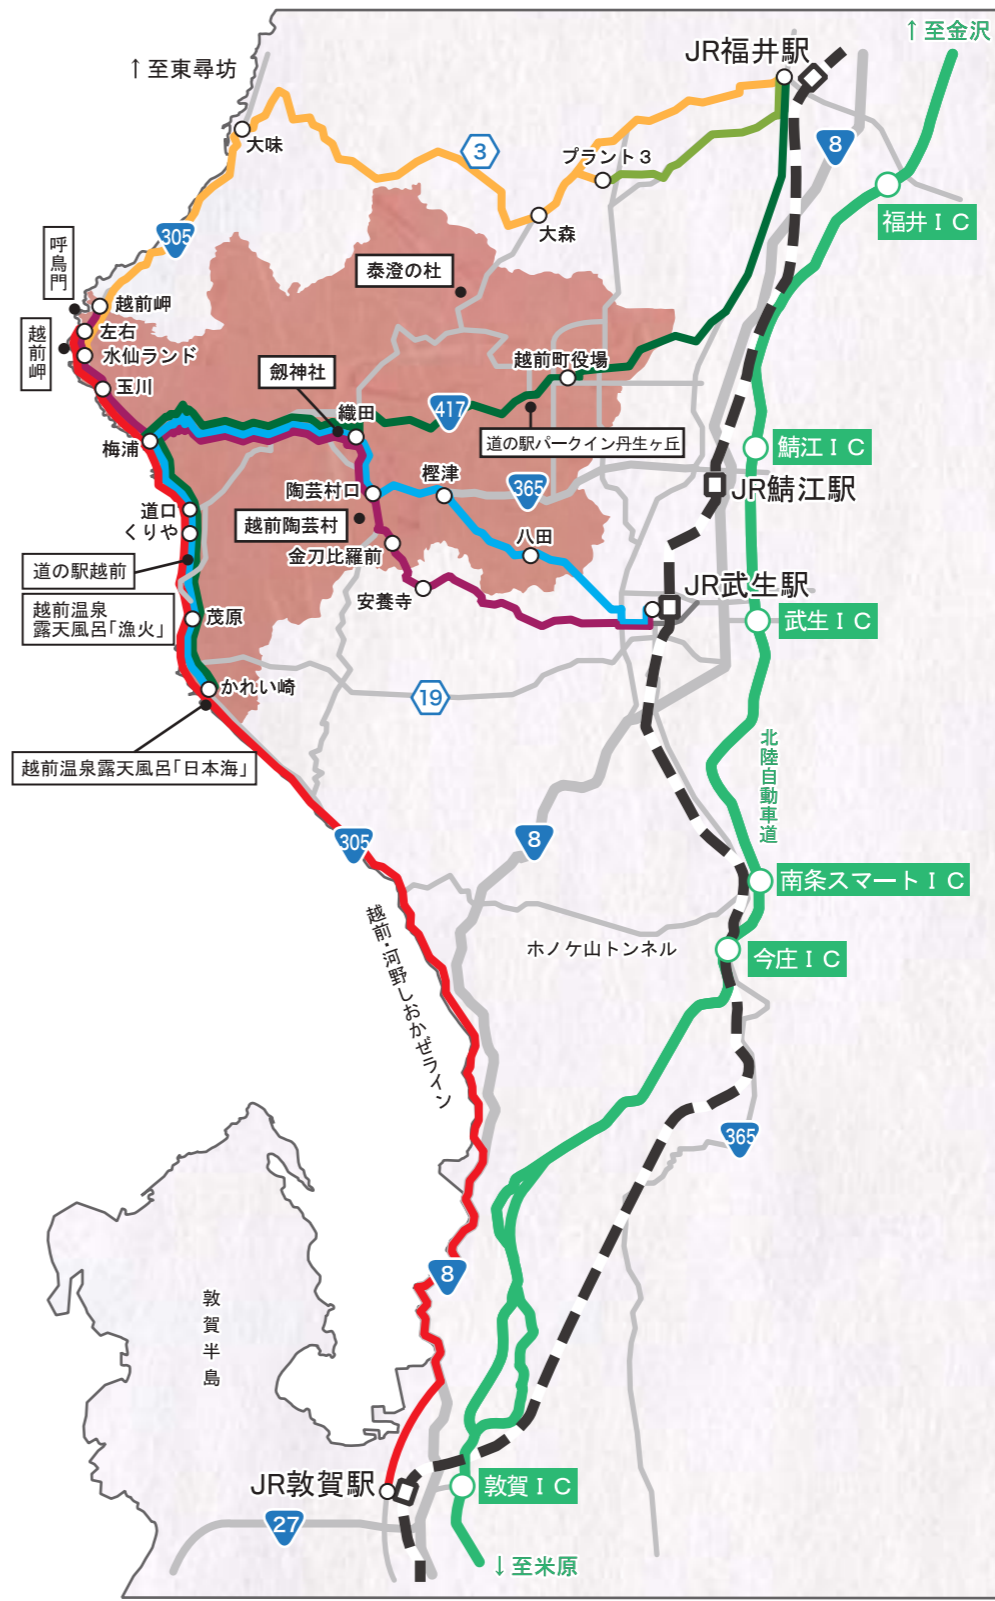 ↑至金沢
JR福井駅
↑至東尋坊
大味
3
プラント3
8
福井IC
大森
305
呼鳥門
泰澄の杜
越前岬
左右
越前岬
水仙ランド
玉川
劔神社
越前町役場
織田
417
梅浦
道の駅パークイン丹生ヶ丘
鯖江IC
樫津
365
JR鯖江駅
陶芸村口
道口
越前陶芸村
くりや
八田
金刀比羅前
道の駅越前
JR武生駅
安養寺
越前温泉
露天風呂「漁火」
茂原
武生IC
かれい崎
19
越前温泉露天風呂「日本海」
北陸自動車道
305
8
南条スマートIC
越前・河野しおかぜライン
ホノケ山トンネル
今庄IC
365
8
敦賀半島
JR敦賀駅
敦賀IC
27
↓至米原